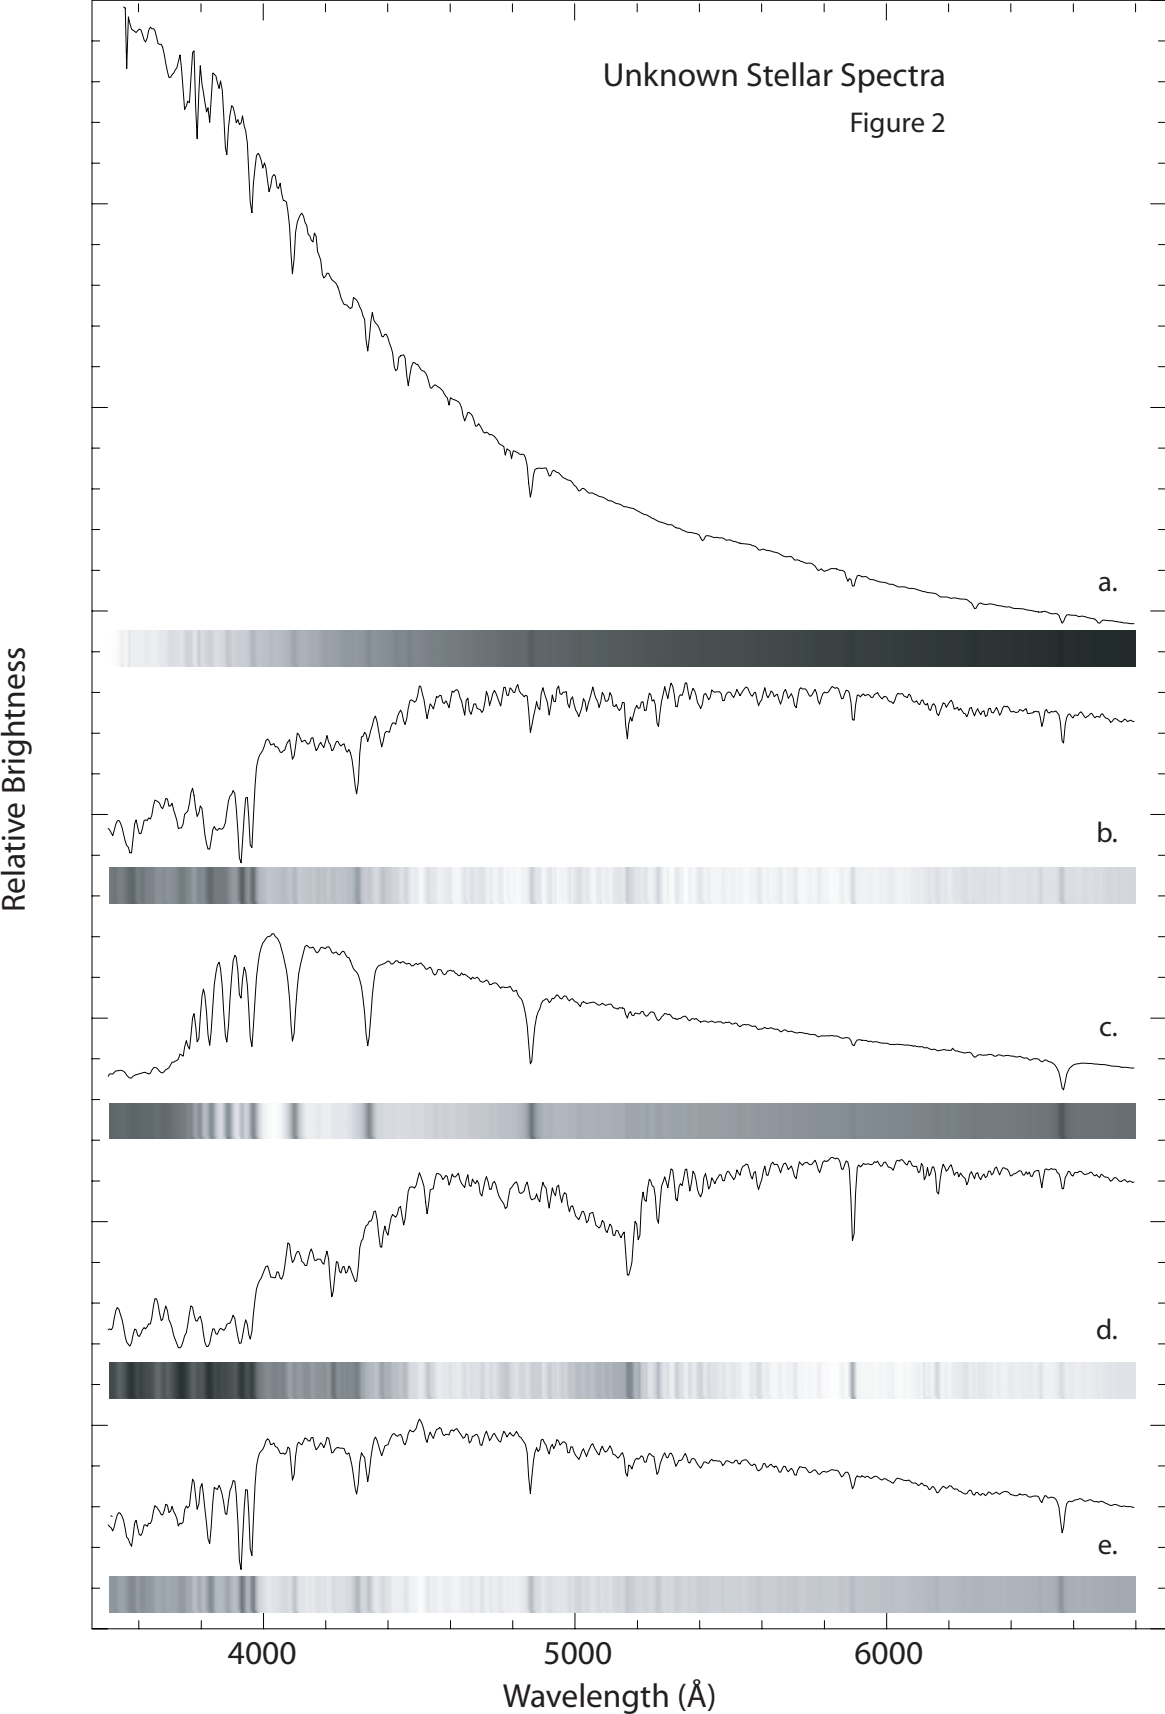 Unknown Stellar Spectra
Figure 2
Relative Brightness
a.
b.
c.
d.
e.
4000 5000 6000
Wavelength (Å)